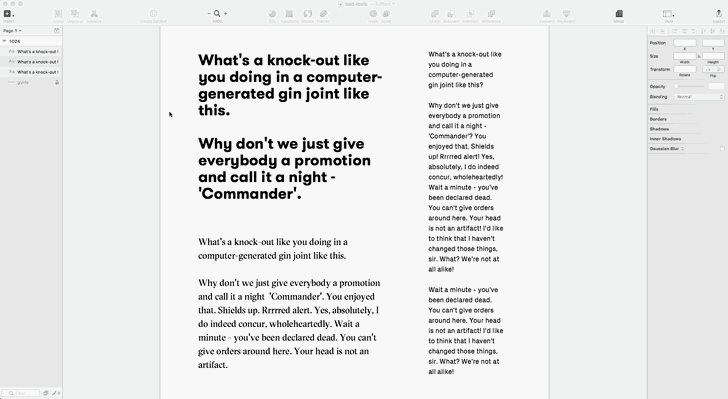 Page 1
1024
What's a knock-out l
What's a knock-out l
What's a knock-out l
guide
What's a knock-out like
you doing in a computer-
generated gin joint like
this.
Why don't we just give
everybody a promotion
and call it a night -
'Commander'.
What's a knock-out like you doing in a
computer-generated gin joint like this.
Why don't we just give everybody a promotion
and call it a night 'Commander'. You enjoyed
that. Shields up. Rrrrred alert. Yes, absolutely, I
do indeed concur, wholeheartedly. Wait a
minute - you've been declared dead. You can't
give orders around here. Your head is not an
artifact.
What's a knock-out like
you doing in a
computer-generated
gin joint like this?
Why don't we just give
everybody a promotion
and call it a night -
'Commander'? You
enjoyed that. Shields
up! Rrrrred alert! Yes,
absolutely, I do indeed
concur, wholeheartedly!
Wait a minute - you've
been declared dead.
You can't give orders
around here. Your head
is not an artifact! I'd like
to think that I haven't
changed those things,
sir. What? We're not at
all alike!
Wait a minute - you've
been declared dead.
You can't give orders
around here. Your head
is not an artifact! I'd like
to think that I haven't
changed those things,
sir. What? We're not at
all alike!
Position
X
Y
Size
Width
Height
Transform
Rotate
Flip
Opacity
Blending
Normal
Fills
Borders
Shadows
Inner Shadows
Gaussian Blur